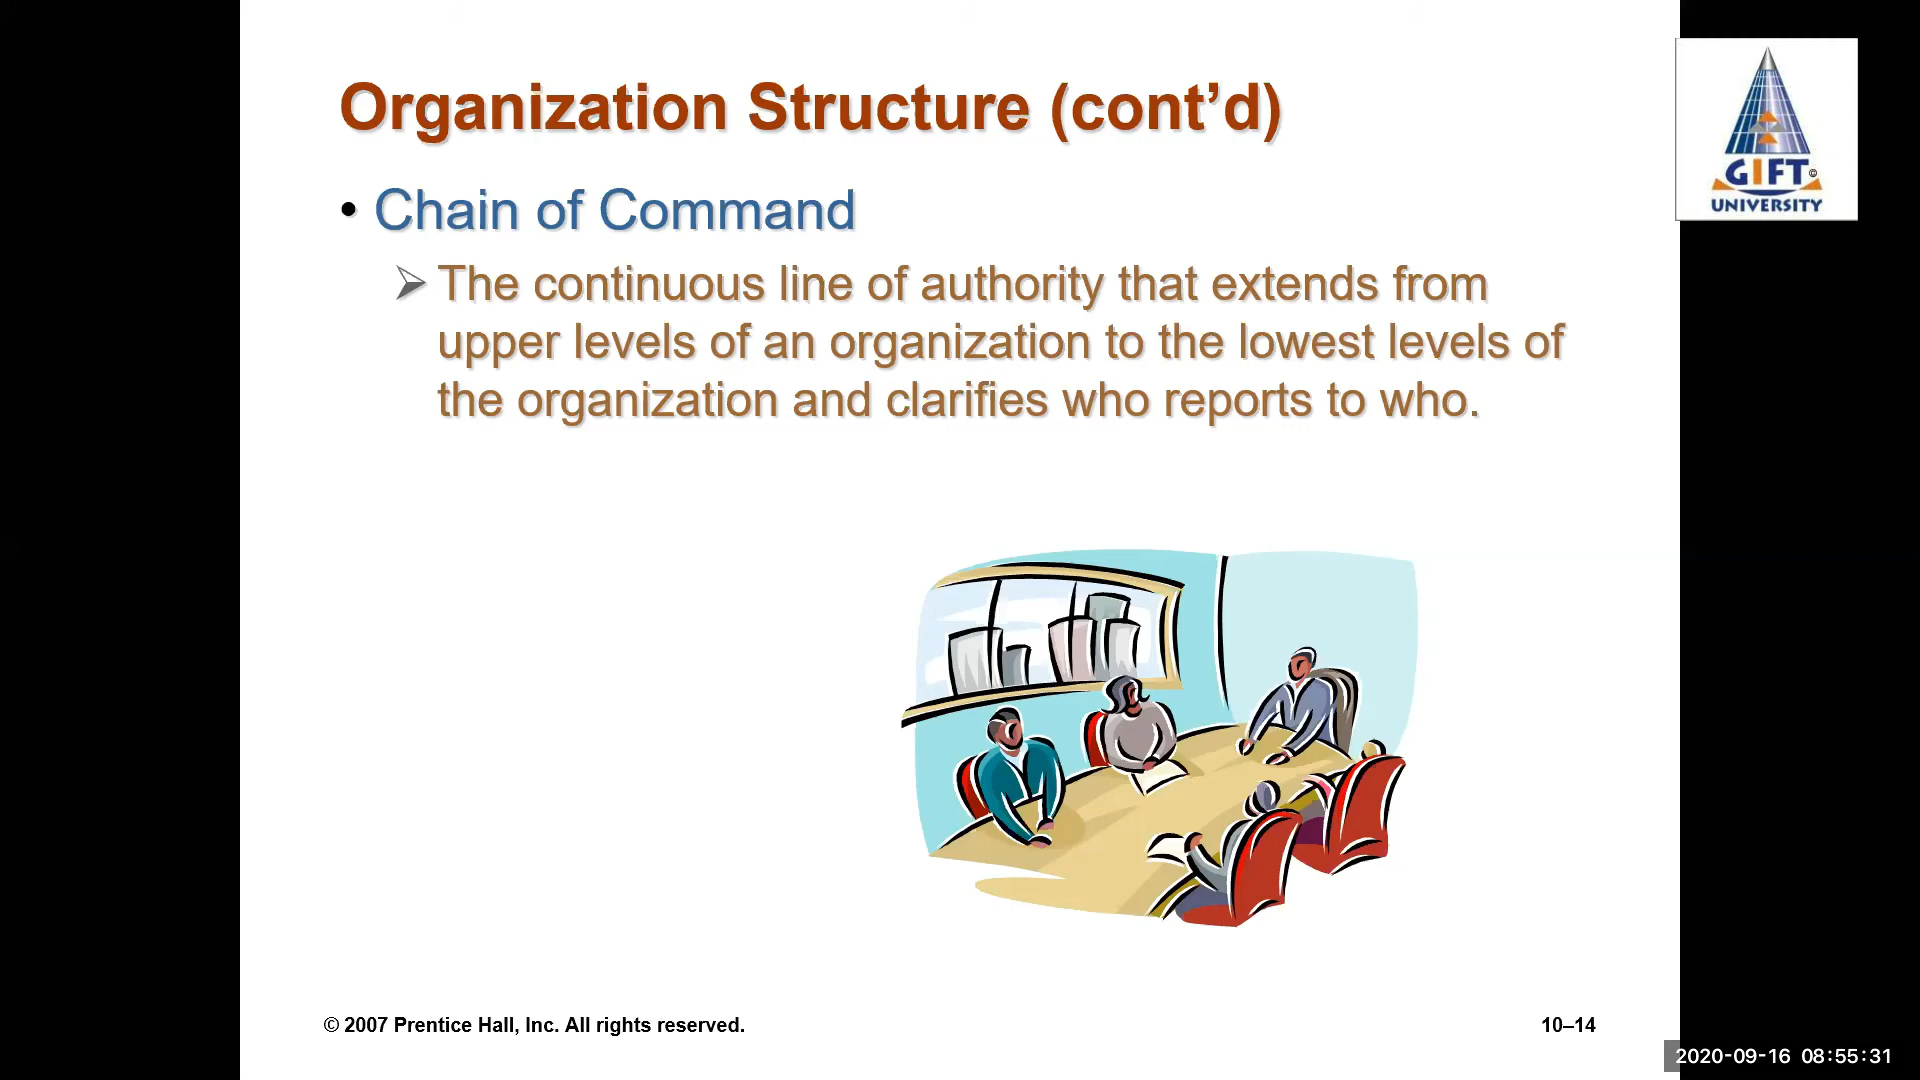 Organization Structure (cont’d)
• Chain of Command
➢ The continuous line of authority that extends from
upper levels of an organization to the lowest levels of
the organization and clarifies who reports to who.
GIFT©
UNIVERSITY
© 2007 Prentice Hall, Inc. All rights reserved.
10–14
2020-09-16 08:55:31